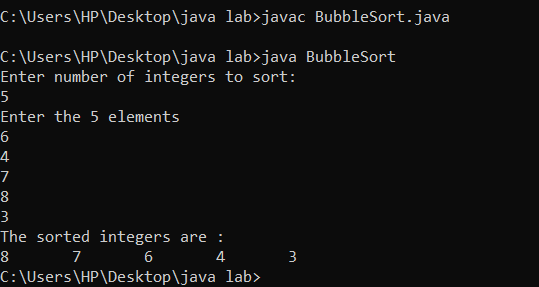 C:\Users\HP\Desktop\java lab>javac BubbleSort.java
C:\Users\HP\Desktop\java lab>java BubbleSort
Enter number of integers to sort:
5
Enter the 5 elements
6
4
7
8
3
The sorted integers are :
8       7       6       4       3
C:\Users\HP\Desktop\java lab>